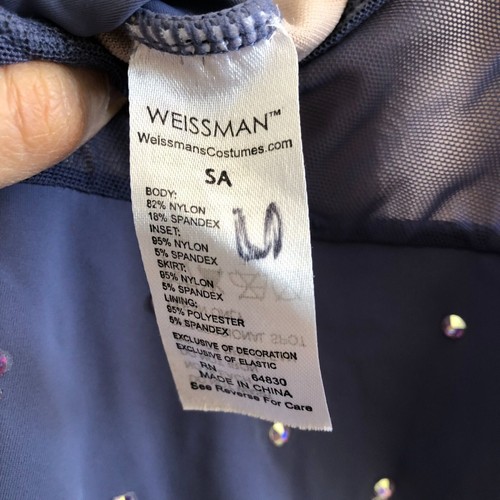 WEISSMAN™
WeissmansCostumes.com
SA
BODY:
82% NYLON
18% SPANDEX
INSET:
95% NYLON
5% SPANDEX
SKIRT:
95% NYLON
5% SPANDEX
LINING:
95% POLYESTER
5% SPANDEX
EXCLUSIVE OF DECORATION
EXCLUSIVE OF ELASTIC
RN 64830
MADE IN CHINA
See Reverse For Care